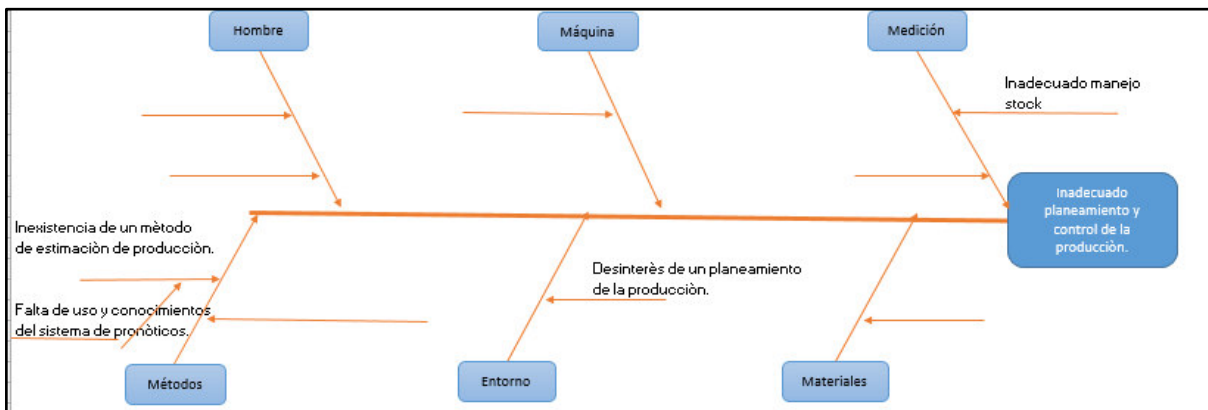 Hombre
Máquina
Medición
Inadecuado manejo
stock
Inadecuado
planeamiento y
control de la
producciòn.
Inexistencia de un mètodo
de estimaciòn de producciòn.
Desinterès de un planeamiento
de la producciòn.
Falta de uso y conocimientos
del sistema de pronòticos.
Métodos
Entorno
Materiales